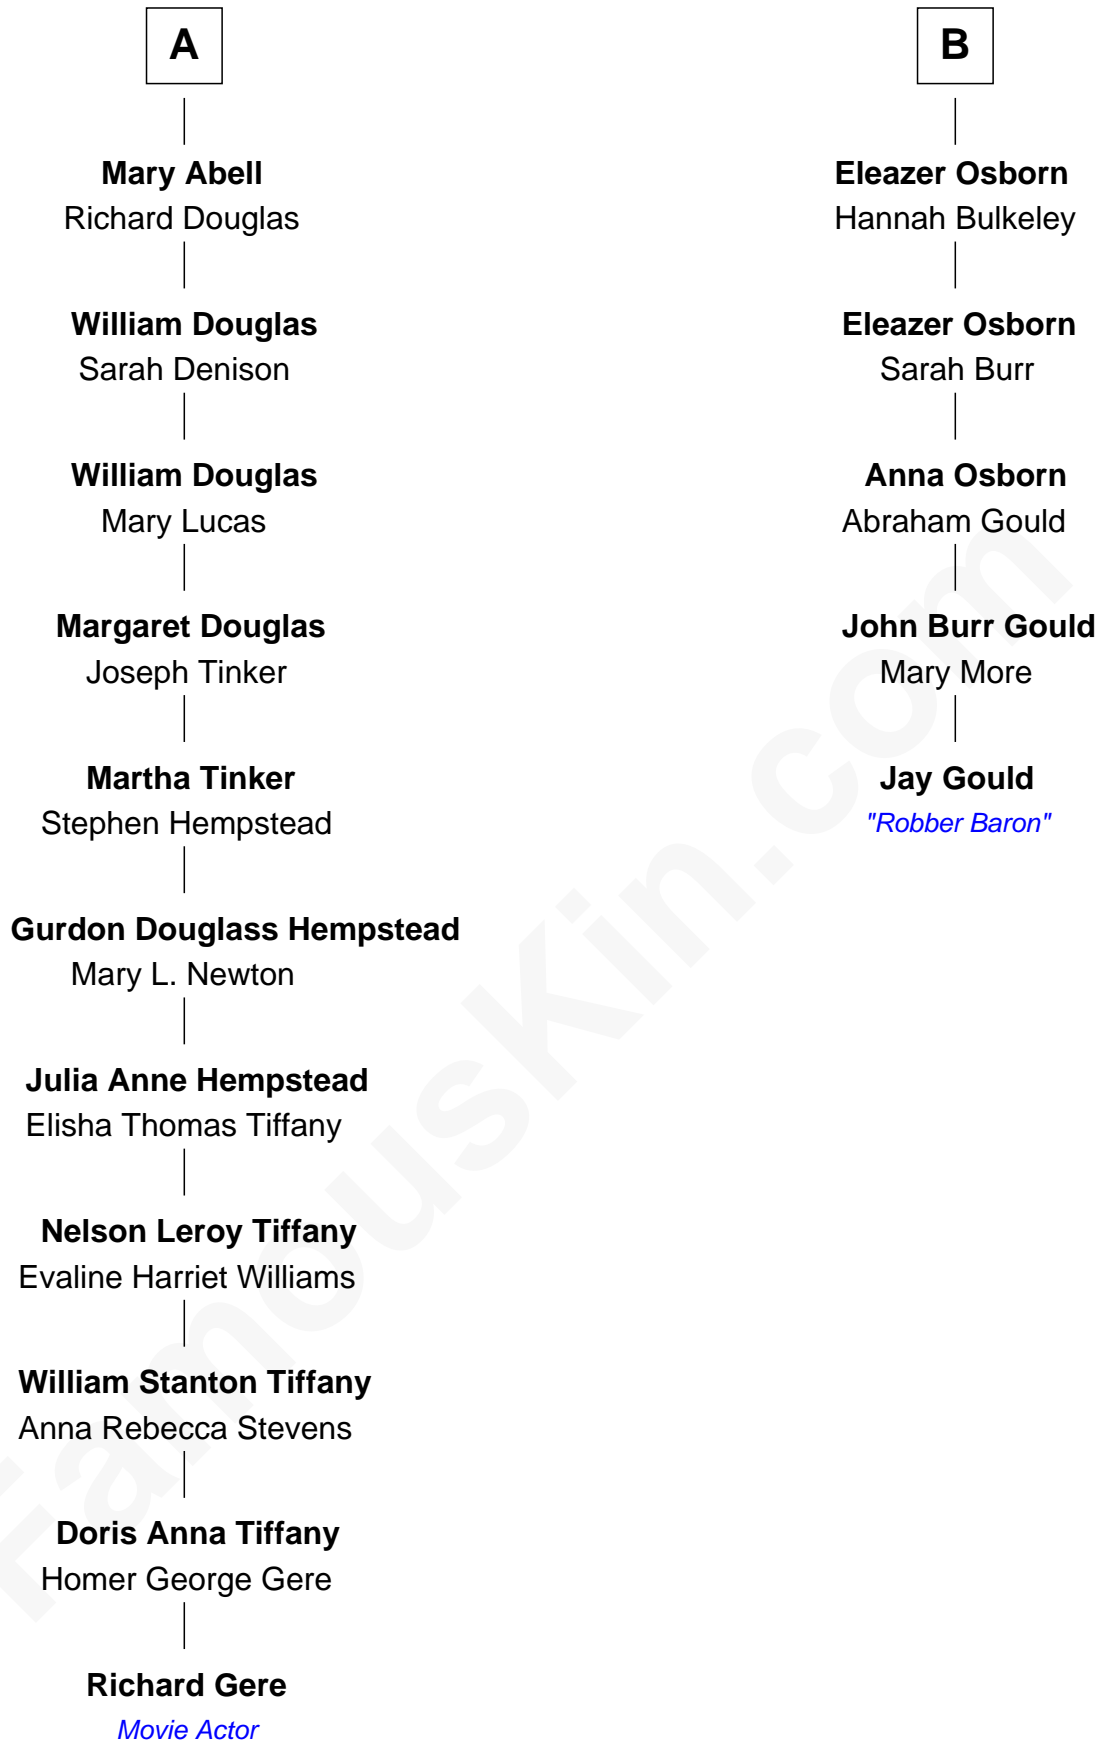 A
Mary Abell
Richard Douglas
William Douglas
Sarah Denison
William Douglas
Mary Lucas
Margaret Douglas
Joseph Tinker
Martha Tinker
Stephen Hempstead
Gurdon Douglass Hempstead
Mary L. Newton
Julia Anne Hempstead
Elisha Thomas Tiffany
Nelson Leroy Tiffany
Evaline Harriet Williams
William Stanton Tiffany
Anna Rebecca Stevens
Doris Anna Tiffany
Homer George Gere
Richard Gere
Movie Actor
B
Eleazer Osborn
Hannah Bulkeley
Eleazer Osborn
Sarah Burr
Anna Osborn
Abraham Gould
John Burr Gould
Mary More
Jay Gould
"Robber Baron"
FamousKin.com